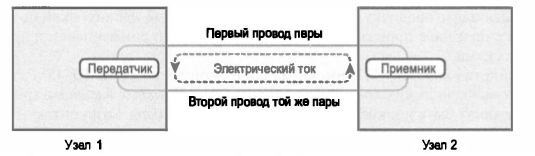 Первый провод пары
Передатчик
Электрический ток
Приемник
Второй провод той же пары
Узел 1
Узел 2